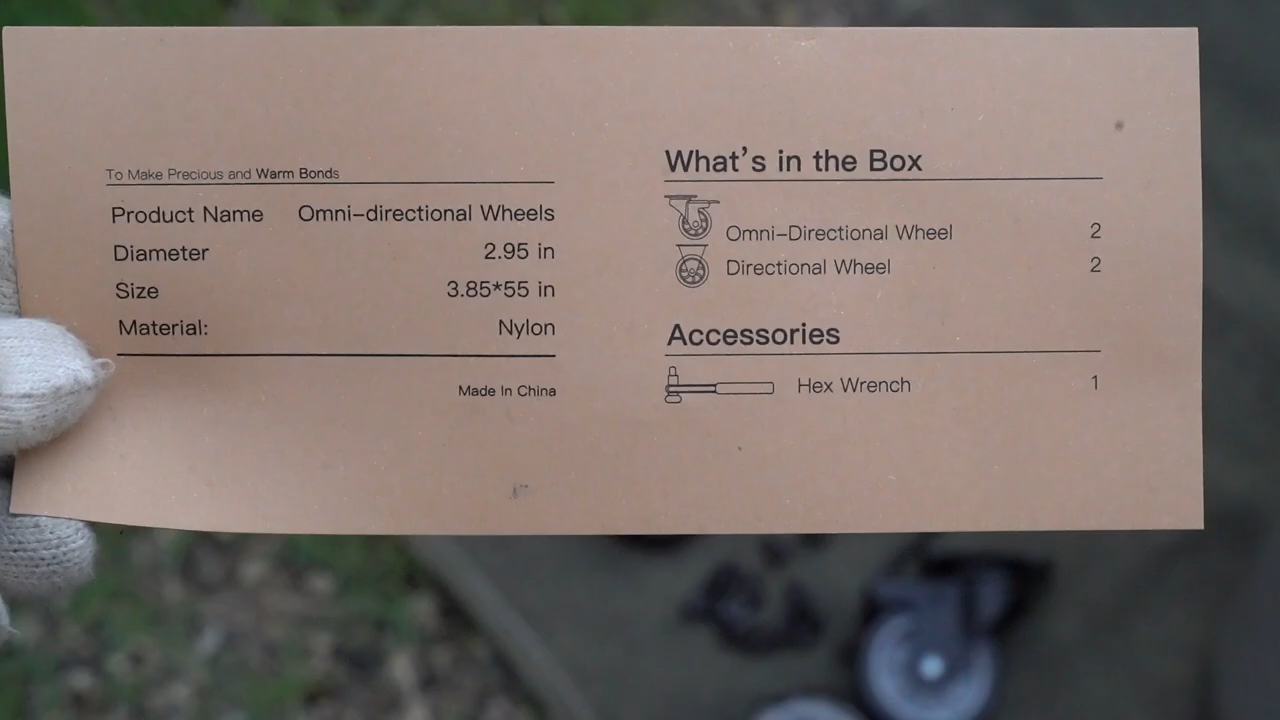 To Make Precious and Warm Bonds
Product Name Omni-directional Wheels
Diameter 2.95 in
Size 3.85*55 in
Material: Nylon
Made In China
What's in the Box
Omni-Directional Wheel 2
Directional Wheel 2
Accessories
Hex Wrench 1